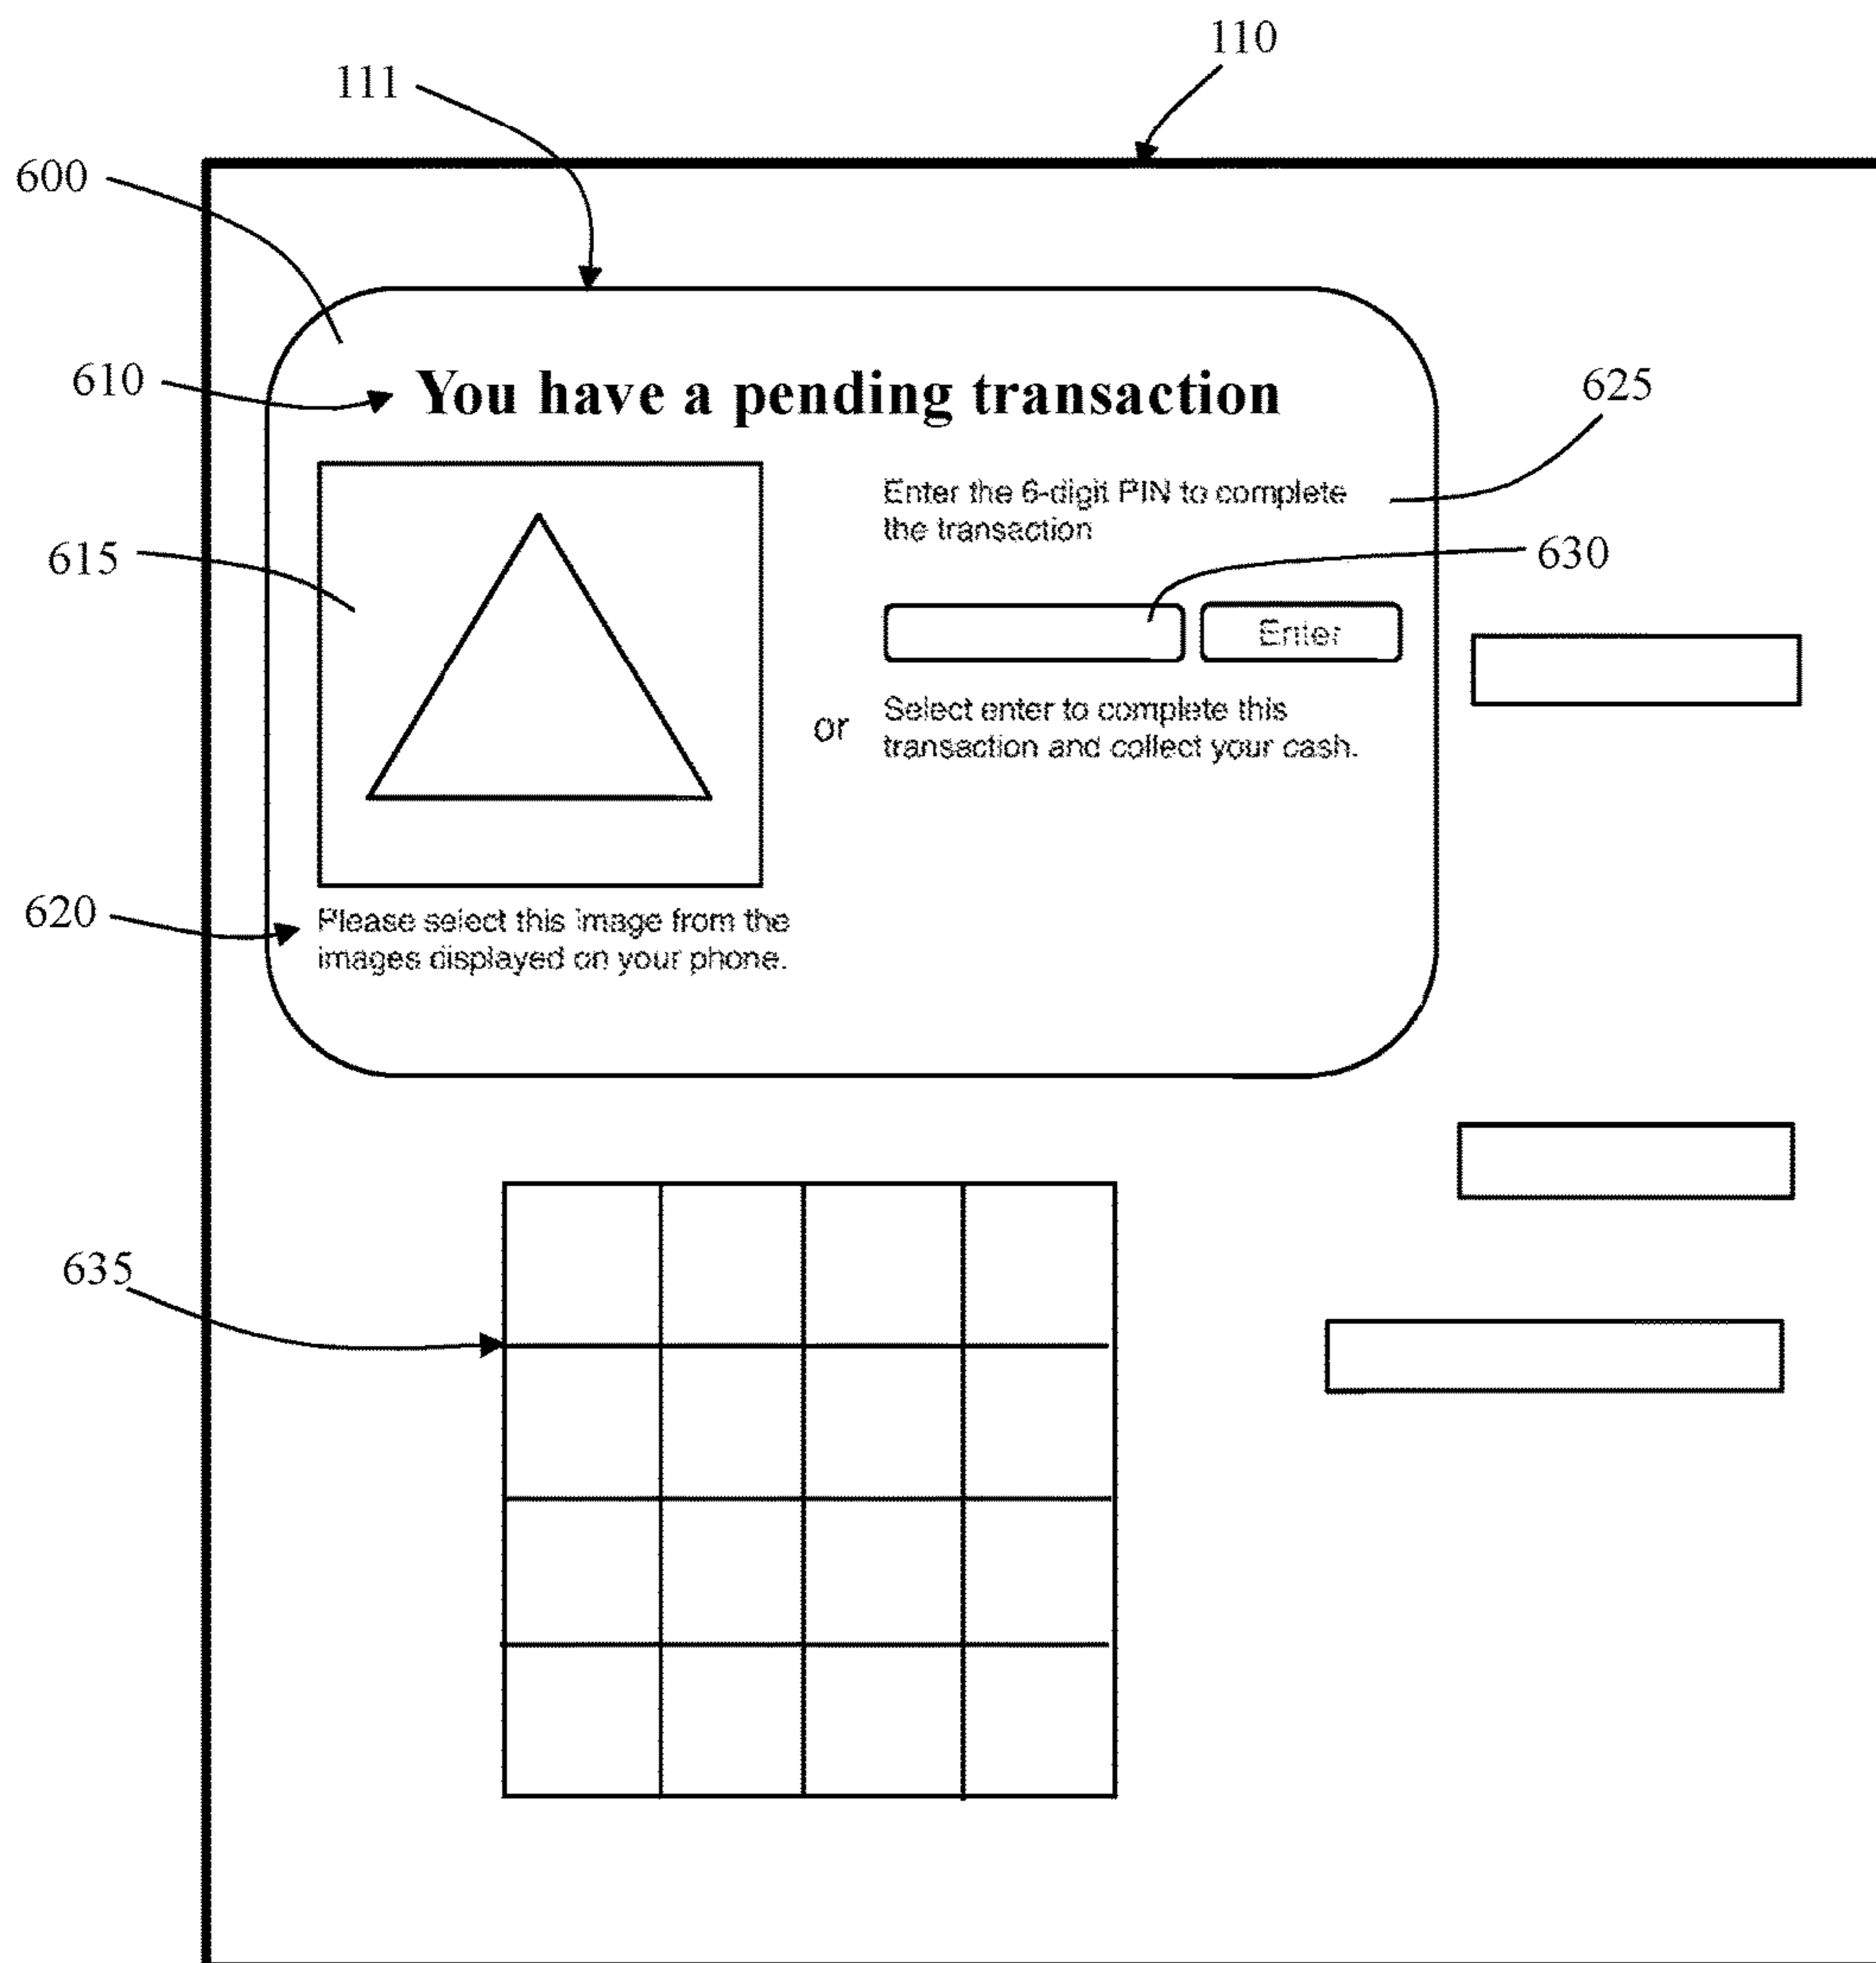 110
111
600
610
You have a pending transaction
625
Enter the 6-digit PIN to complete
the transaction
615
630
Enter
or
Select enter to complete this
transaction and collect your cash.
620
Please select this image from the
images displayed on your phone.
635